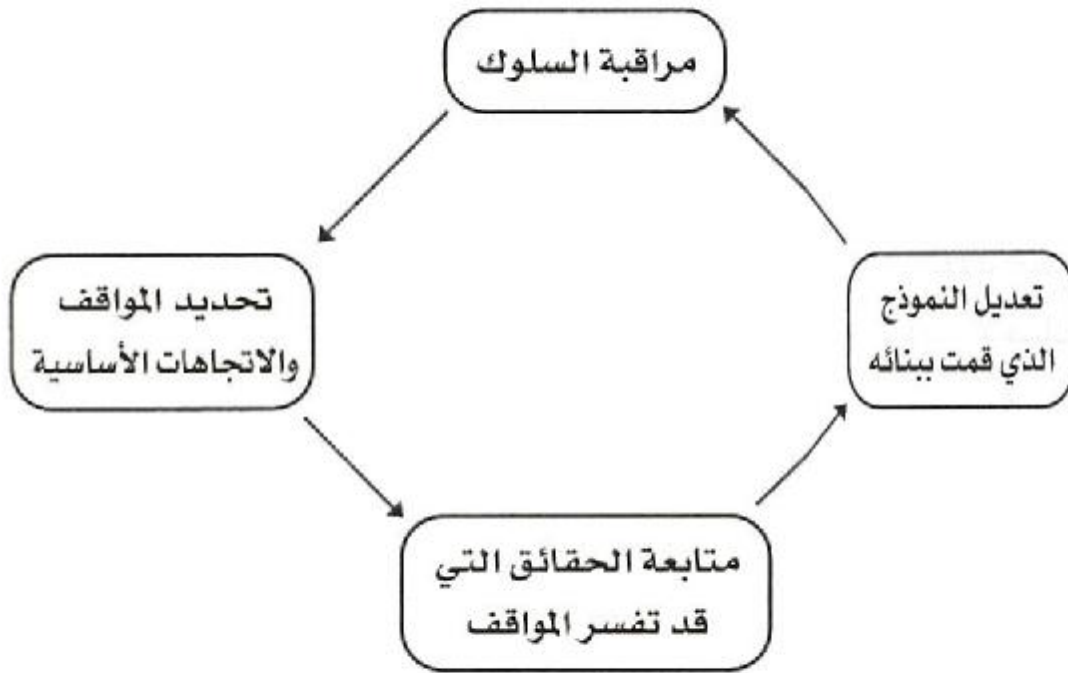 مراقبة السلوك
تعديل النموذج
الذي قمت ببنائه
تحديد المواقف
والاتجاهات الأساسية
متابعة الحقائق التي
قد تفسر المواقف